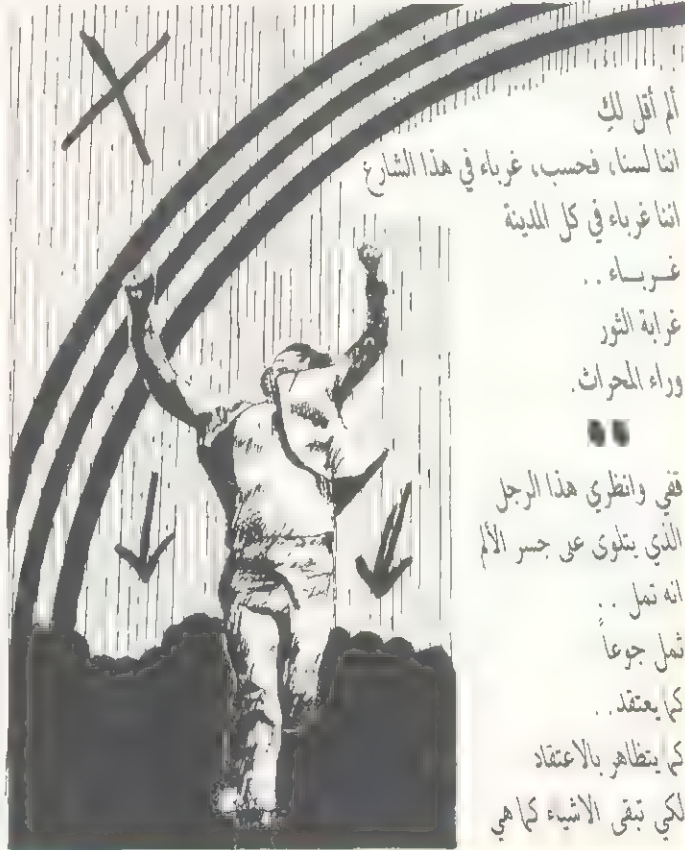 ألم أقل لكِ
اننا لسنا، فحسب، غرباء في هذا الشارع
اننا غرباء في كل المدينة
غـربـاء . .
غرابة الثور
وراء المحراث.
قفي وانظري هذا الرجل
الذي يتلوى على جسر الألم
انه ثمل . .
ثمل جوعاً
كما يعتقد . .
كما يتظاهر بالاعتقاد
لكي تبقى الاشياء كما هي